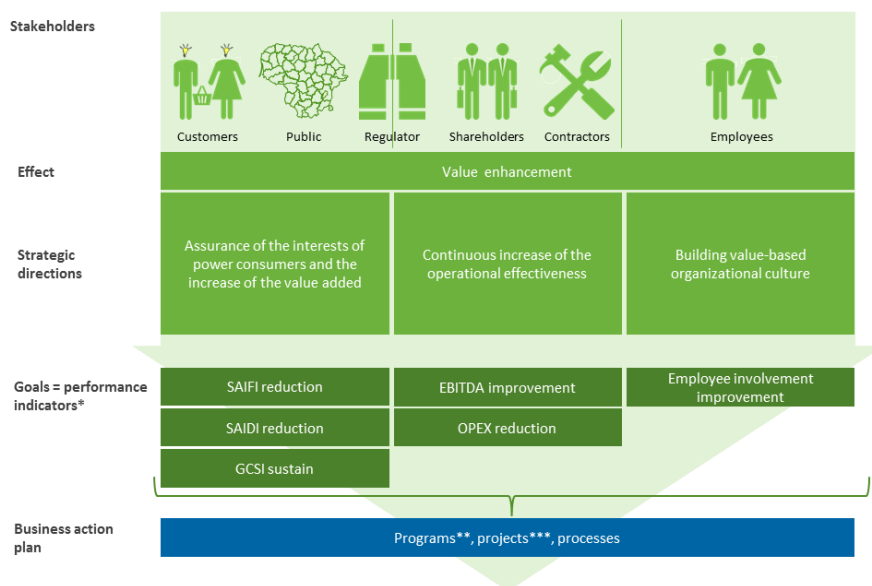 Stakeholders
Customers
Public
Regulator
Shareholders
Contractors
Employees
Effect
Value enhancement
Strategic
directions
Assurance of the interests of
power consumers and the
increase of the value added
Continuous increase of the
operational effectiveness
Building value-based
organizational culture
Goals = performance
indicators*
SAIFI reduction
EBITDA improvement
Employee involvement
improvement
SAIDI reduction
OPEX reduction
GCSI sustain
Business action
plan
Programs**, projects***, processes